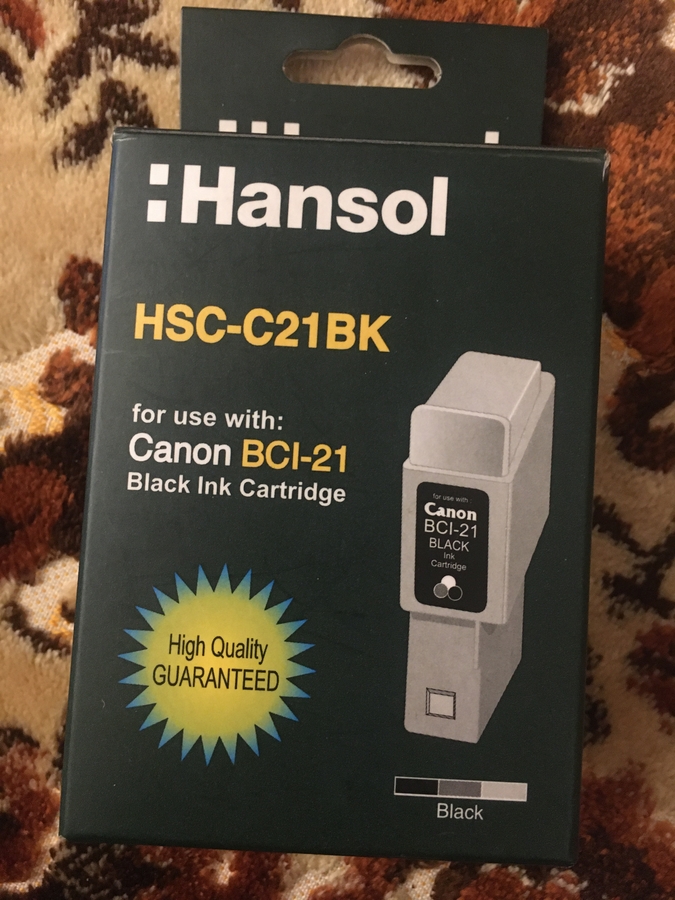 Hansol
HSC-C21BK
for use with:
Canon BCI-21
Black Ink Cartridge
for use with:
Canon
BCI-21
BLACK
Ink
Cartridge
High Quality
GUARANTEED
Black